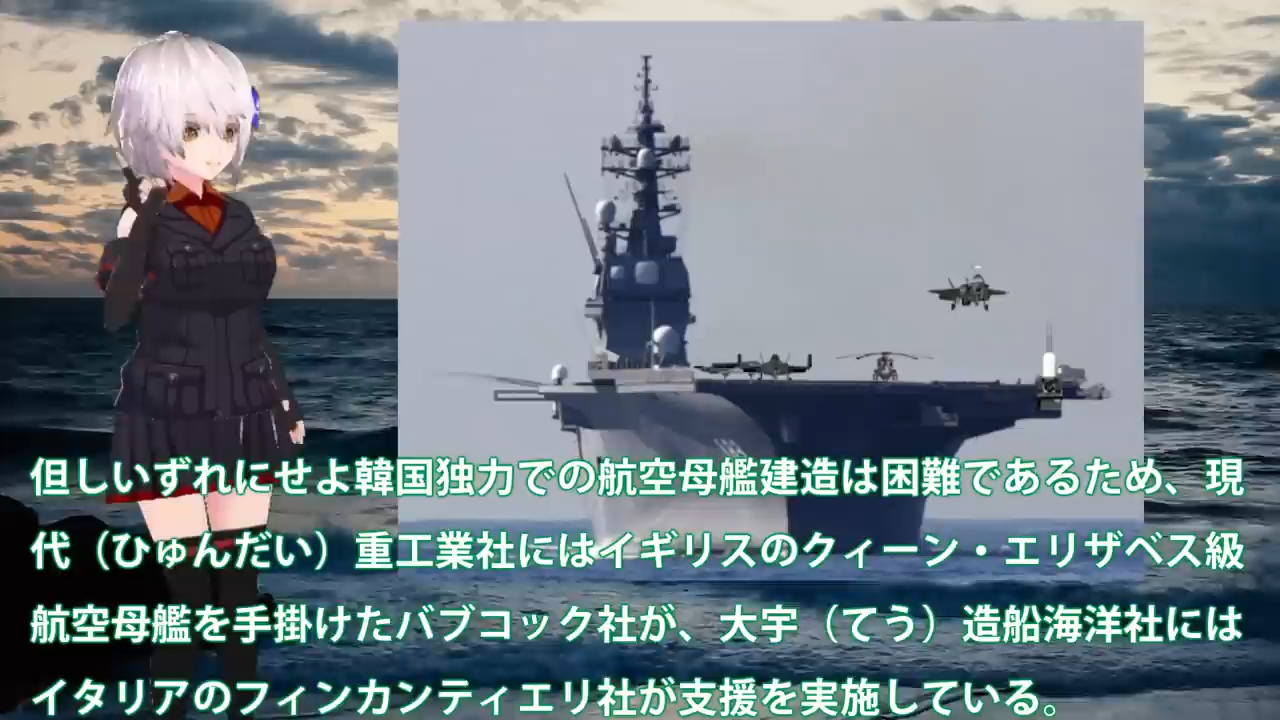 但しいずれにせよ韓国独力での航空母艦建造は困難であるため、現
代（ひゅんだい）重工業社にはイギリスのクィーン・エリザベス級
航空母艦を手掛けたバブコック社が、大宇（てう）造船海洋社には
イタリアのフィンカンティエリ社が支援を実施している。